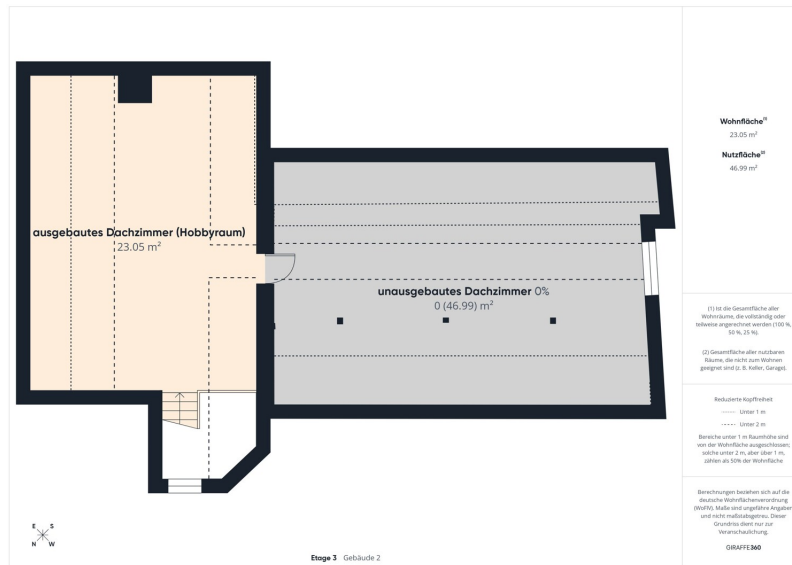 ausgebautes Dachzimmer (Hobbyraum)
23.05 m²
unausgebautes Dachzimmer 0%
0 (46.99) m²
Wohnfläche(1)
23.05 m²
Nutzfläche(2)
46.99 m²
(1) Ist die Gesamtfläche aller
Wohnräume, die vollständig oder
teilweise angerechnet werden (100 %,
50 %, 25 %).
(2) Gesamtfläche aller nutzbaren
Räume, die nicht zum Wohnen
geeignet sind (z. B. Keller, Garage).
Reduzierte Kopffreiheit
Unter 1 m
Unter 2 m
Bereiche unter 1 m Raumhöhe sind
von der Wohnfläche ausgeschlossen;
solche unter 2 m, aber über 1 m,
zählen als 50% der Wohnfläche
Berechnungen beziehen sich auf die
deutsche Wohnflächenverordnung
(WoFlV). Maße sind ungefähre Angaben
und nicht maßstabsgetreu. Dieser
Grundriss dient nur zur
Veranschaulichung.
GIRAFFE360
E S
N W
Etage 3 Gebäude 2